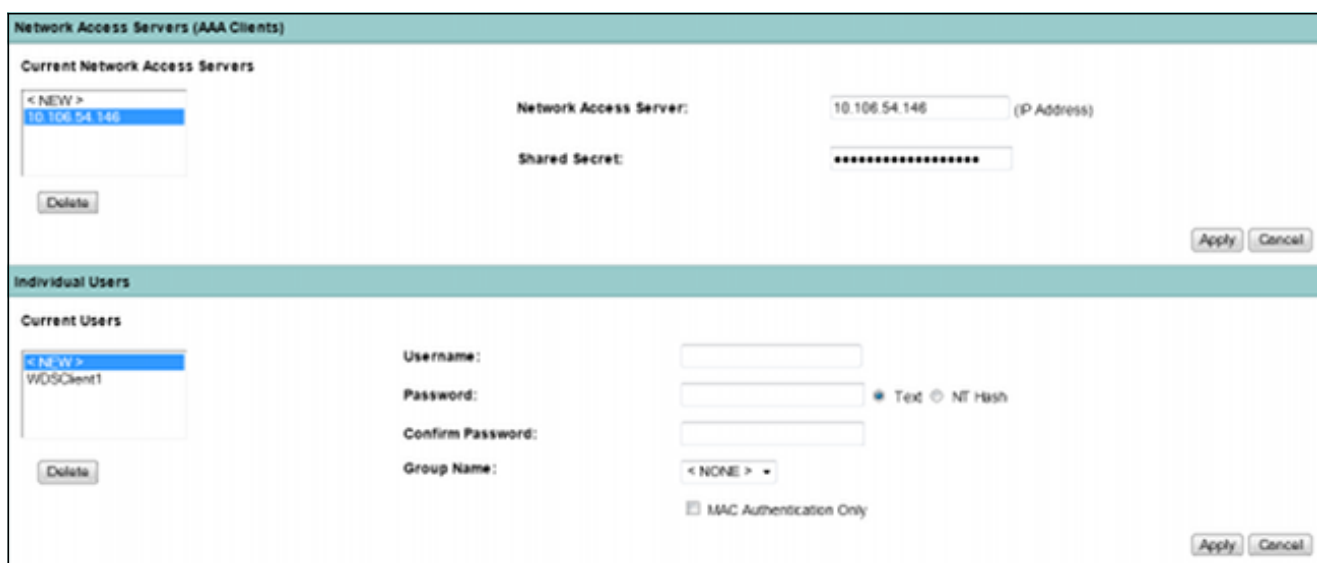 Network Access Servers (AAA Clients)
Current Network Access Servers
< NEW >
10.106.54.146
Network Access Server:
10.106.54.146
(IP Address)
Shared Secret:
••••••••••••••••••
Delete
Apply
Cancel
Individual Users
Current Users
< NEW >
WDSClient1
Username:
Password:
Text
NT Hash
Confirm Password:
Delete
Group Name:
< NONE >
MAC Authentication Only
Apply
Cancel